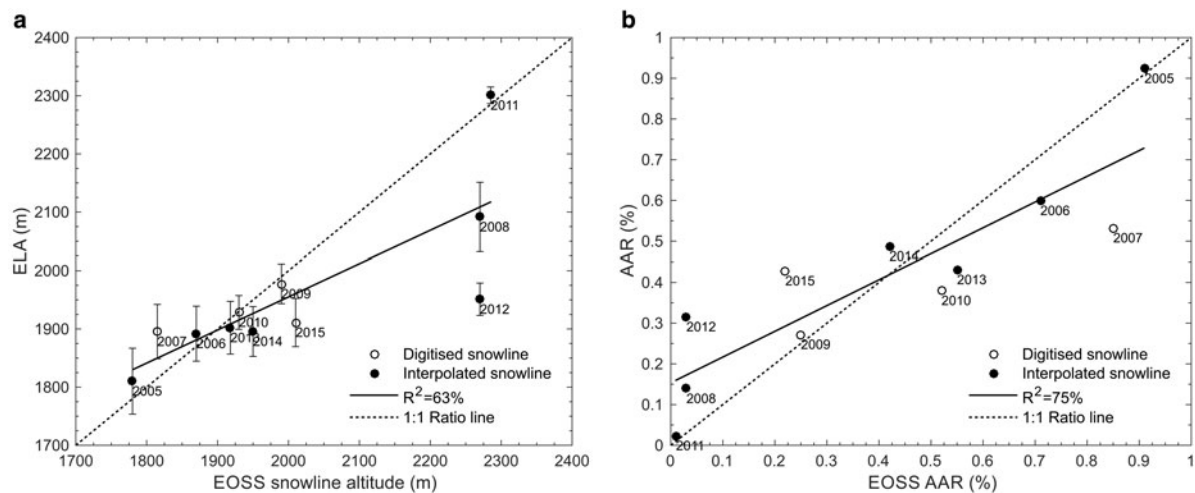 a
2400
2300
2200
2100
2000
1900
1800
1700
ELA (m)
2011
2008
2012
2009
2010
2015
2007
2006
2014
2005
Digitised snowline
Interpolated snowline
R²=63%
1:1 Ratio line
1700 1800 1900 2000 2100 2200 2300 2400
EOSS snowline altitude (m)
b
1
0.9
0.8
0.7
0.6
0.5
0.4
0.3
0.2
0.1
0
AAR (%)
2005
2006
2007
2014
2015
2013
2010
2012
2009
2008
2011
Digitised snowline
Interpolated snowline
R²=75%
1:1 Ratio line
0 0.1 0.2 0.3 0.4 0.5 0.6 0.7 0.8 0.9 1
EOSS AAR (%)